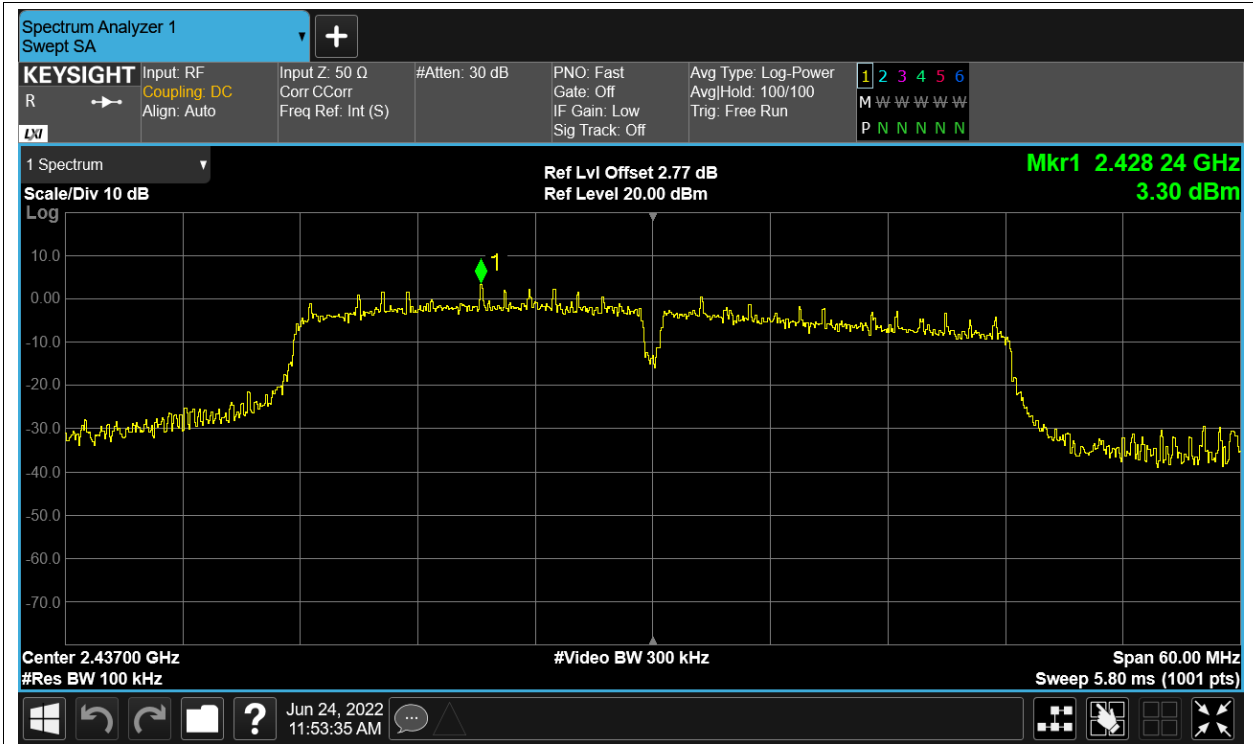 Spectrum Analyzer 1
Swept SA
KEYSIGHT
R
LXI
Input: RF
Coupling: DC
Align: Auto
Input Z: 50 Ω
Corr CCorr
Freq Ref: Int (S)
#Atten: 30 dB
PNO: Fast
Gate: Off
IF Gain: Low
Sig Track: Off
Avg Type: Log-Power
Avg|Hold: 100/100
Trig: Free Run
1 2 3 4 5 6
M W W W W W
P N N N N N
1 Spectrum
Scale/Div 10 dB
Log
Ref Lvl Offset 2.77 dB
Ref Level 20.00 dBm
Mkr1 2.428 24 GHz
3.30 dBm
1
10.0
0.00
-10.0
-20.0
-30.0
-40.0
-50.0
-60.0
-70.0
Center 2.43700 GHz
#Res BW 100 kHz
#Video BW 300 kHz
Span 60.00 MHz
Sweep 5.80 ms (1001 pts)
?
Jun 24, 2022
11:53:35 AM